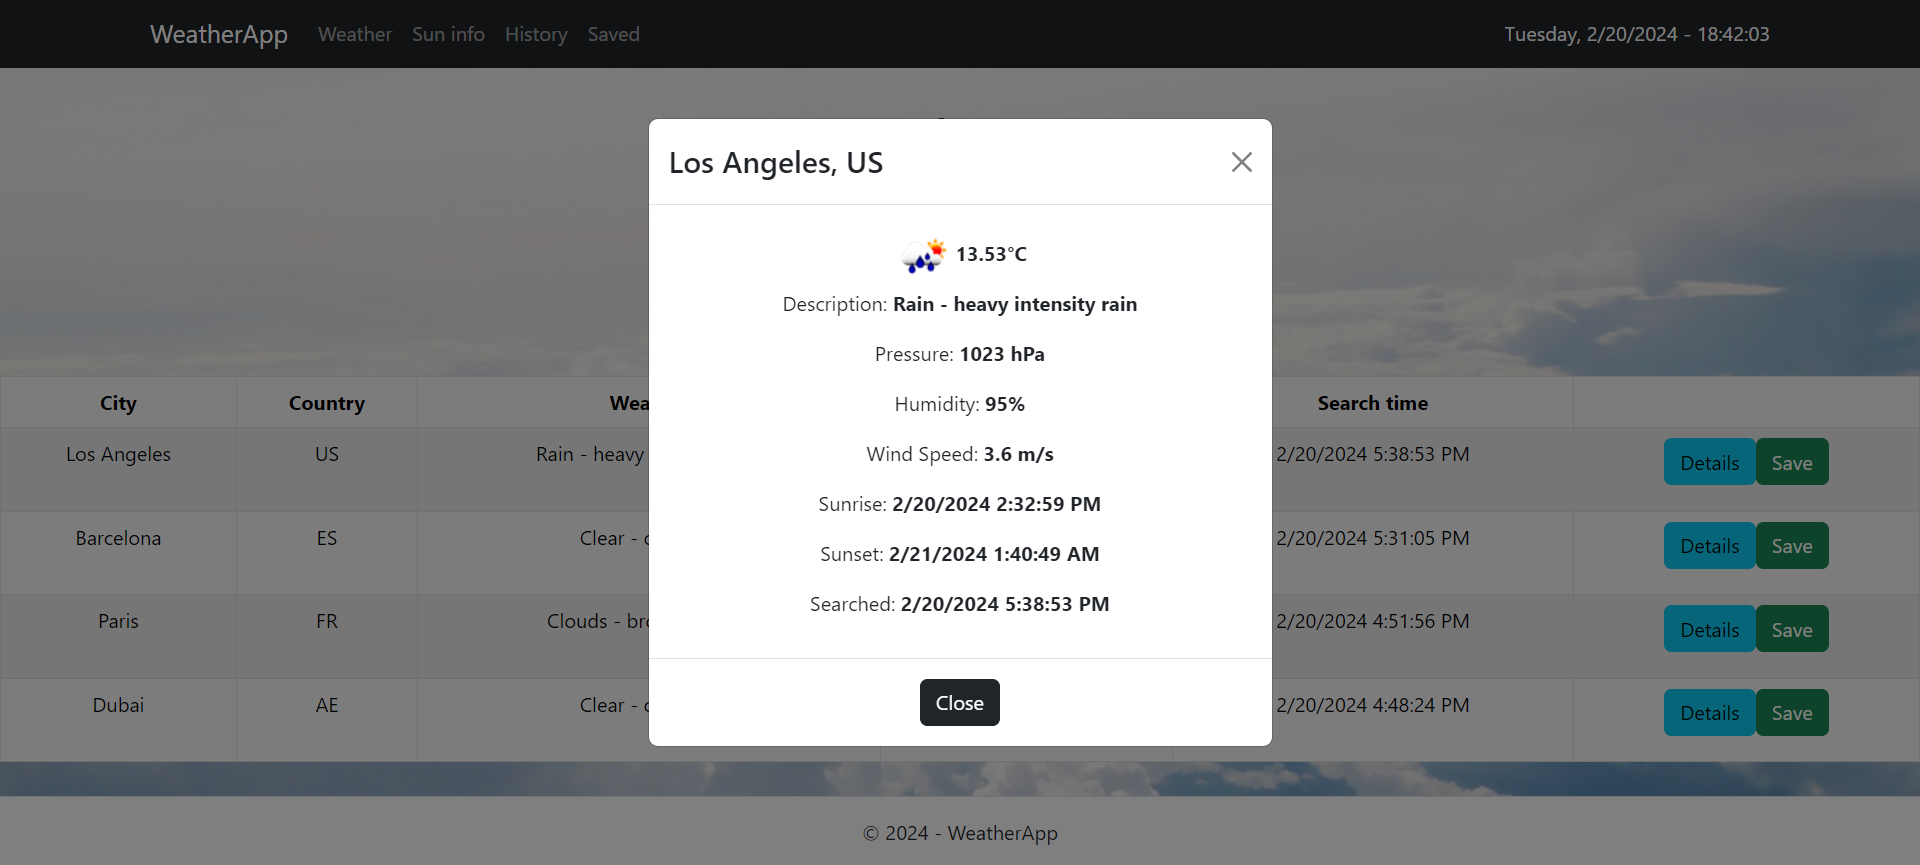 WeatherApp Weather Sun info History Saved Tuesday, 2/20/2024 - 18:42:03
Los Angeles, US
13.53°C
Description: Rain - heavy intensity rain
Pressure: 1023 hPa
Humidity: 95%
Wind Speed: 3.6 m/s
Sunrise: 2/20/2024 2:32:59 PM
Sunset: 2/21/2024 1:40:49 AM
Searched: 2/20/2024 5:38:53 PM
Close
City Country Search time
Los Angeles US Rain - heavy 2/20/2024 5:38:53 PM Details Save
Barcelona ES Clear - 2/20/2024 5:31:05 PM Details Save
Paris FR Clouds - 2/20/2024 4:51:56 PM Details Save
Dubai AE Clear - 2/20/2024 4:48:24 PM Details Save
© 2024 - WeatherApp